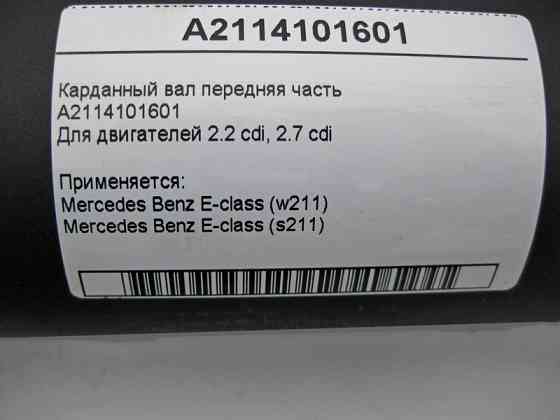 A2114101601
Карданный вал передняя часть
A2114101601
Для двигателей 2.2 cdi, 2.7 cdi
Применяется:
Mercedes Benz E-class (w211)
Mercedes Benz E-class (s211)